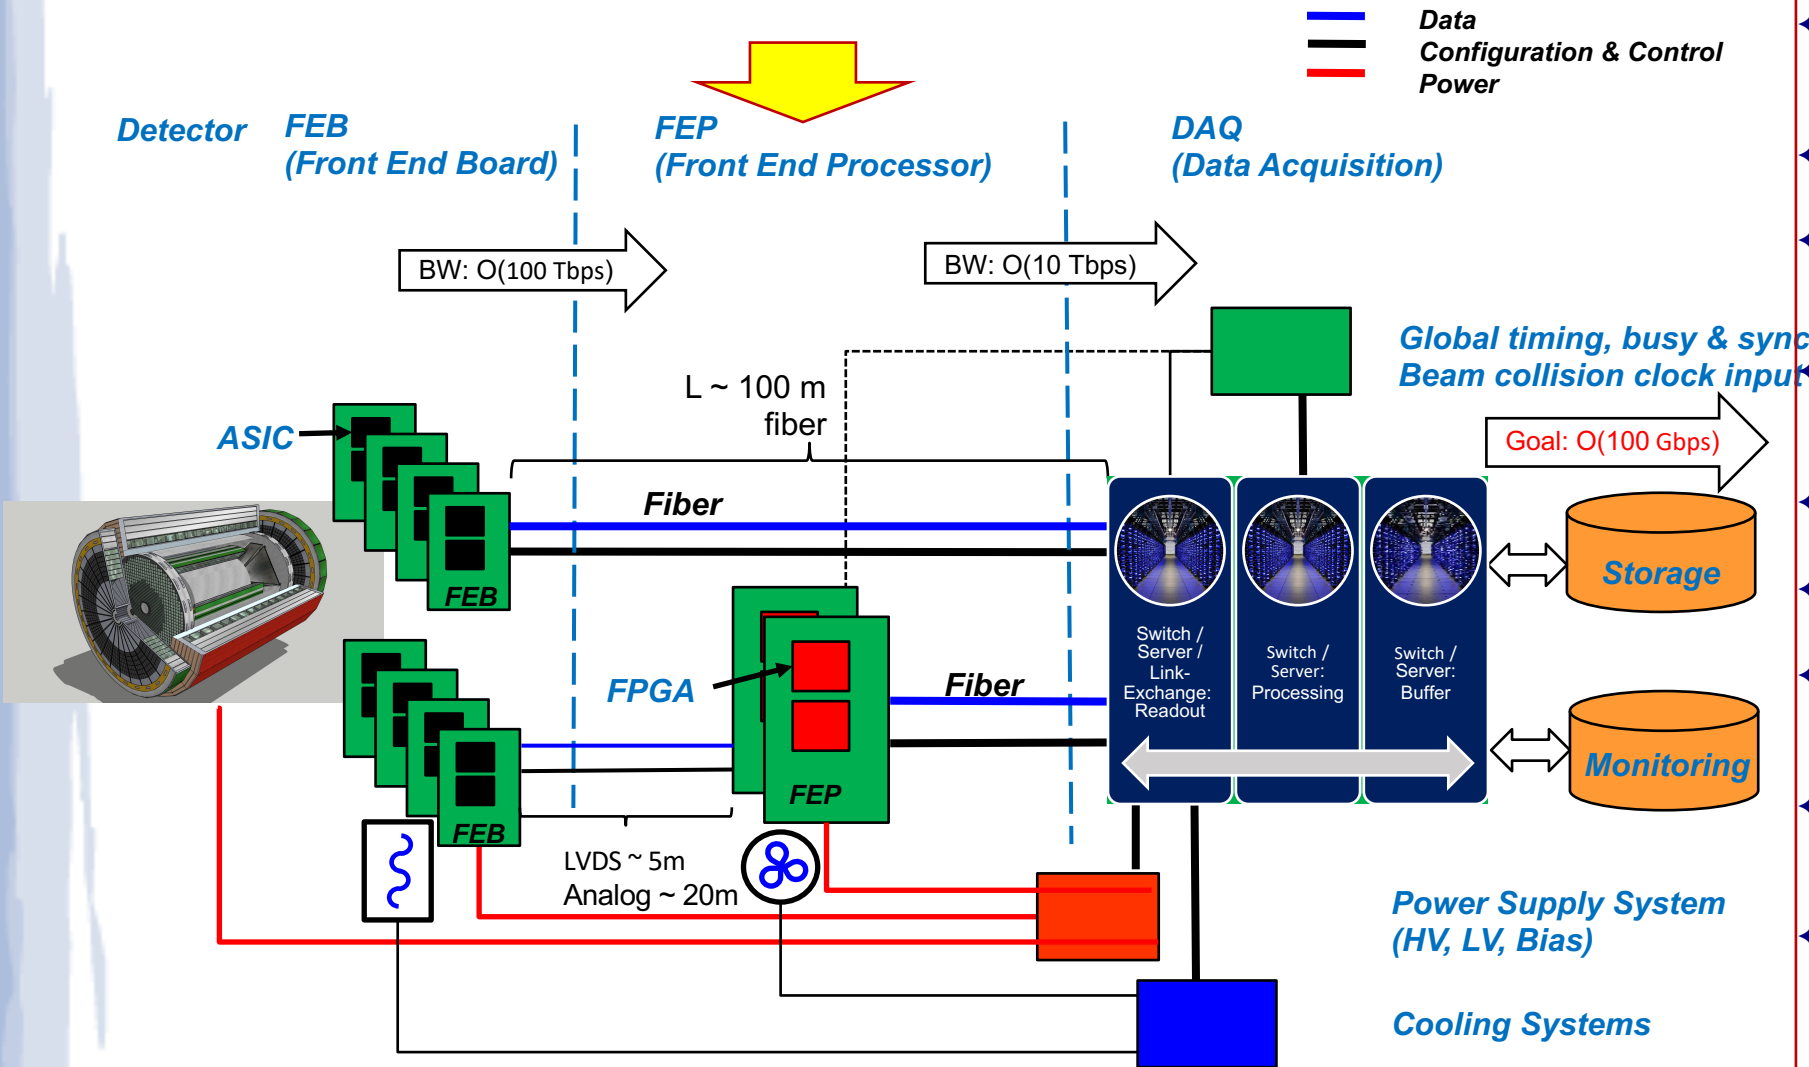 Data
Configuration & Control
Power
Detector
FEB
(Front End Board)
FEP
(Front End Processor)
DAQ
(Data Acquisition)
BW: O(100 Tbps)
BW: O(10 Tbps)
Global timing, busy & sync
Beam collision clock input
L ~ 100 m
fiber
ASIC
Goal: O(100 Gbps)
Fiber
FEB
Storage
Switch /
Server /
Link-
Exchange:
Readout
Switch /
Server:
Processing
Switch /
Server:
Buffer
FPGA
Fiber
Monitoring
FEP
FEB
LVDS ~ 5m
Analog ~ 20m
Power Supply System
(HV, LV, Bias)
Cooling Systems